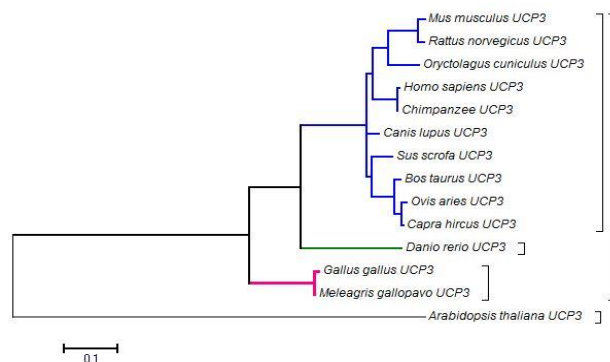 Mus musculus UCP3
Rattus norvegicus UCP3
Oryctolagus cuniculus UCP3
Homo sapiens UCP3
Chimpanzee UCP3
Canis lupus UCP3
Sus scrofa UCP3
Bos taurus UCP3
Ovis aries UCP3
Capra hircus UCP3
Danio rerio UCP3
Gallus gallus UCP3
Meleagris gallopavo UCP3
Arabidopsis thaliana UCP3
0.1